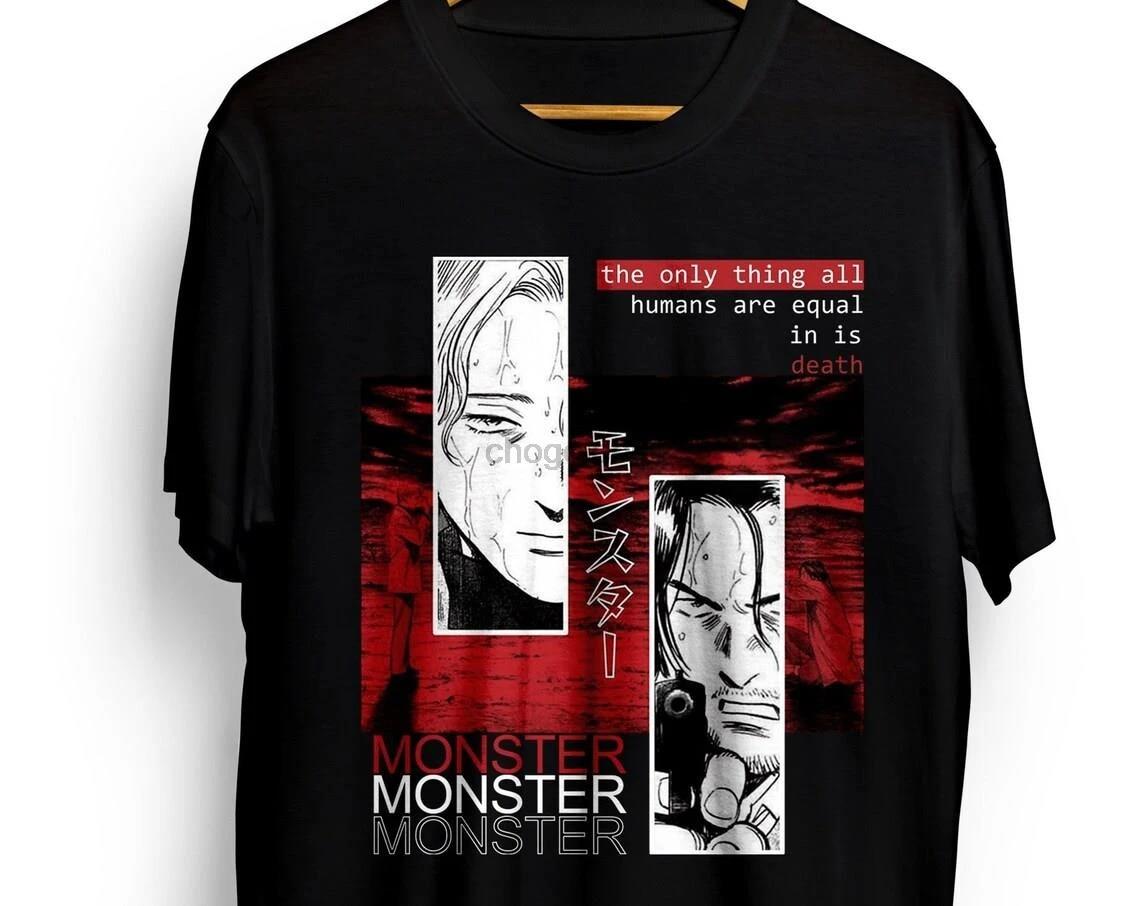 the only thing all
humans are equal
in is
death
モンスター
MONSTER
MONSTER
MONSTER